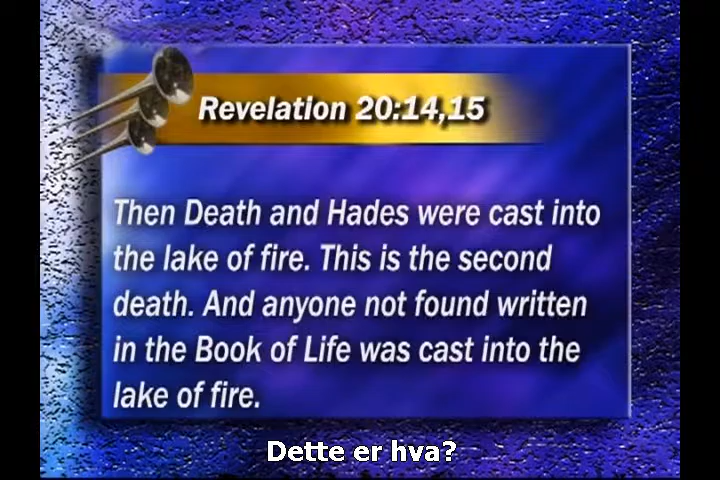 Revelation 20:14,15
Then Death and Hades were cast into
the lake of fire. This is the second
death. And anyone not found written
in the Book of Life was cast into the
lake of fire.
Dette er hva?